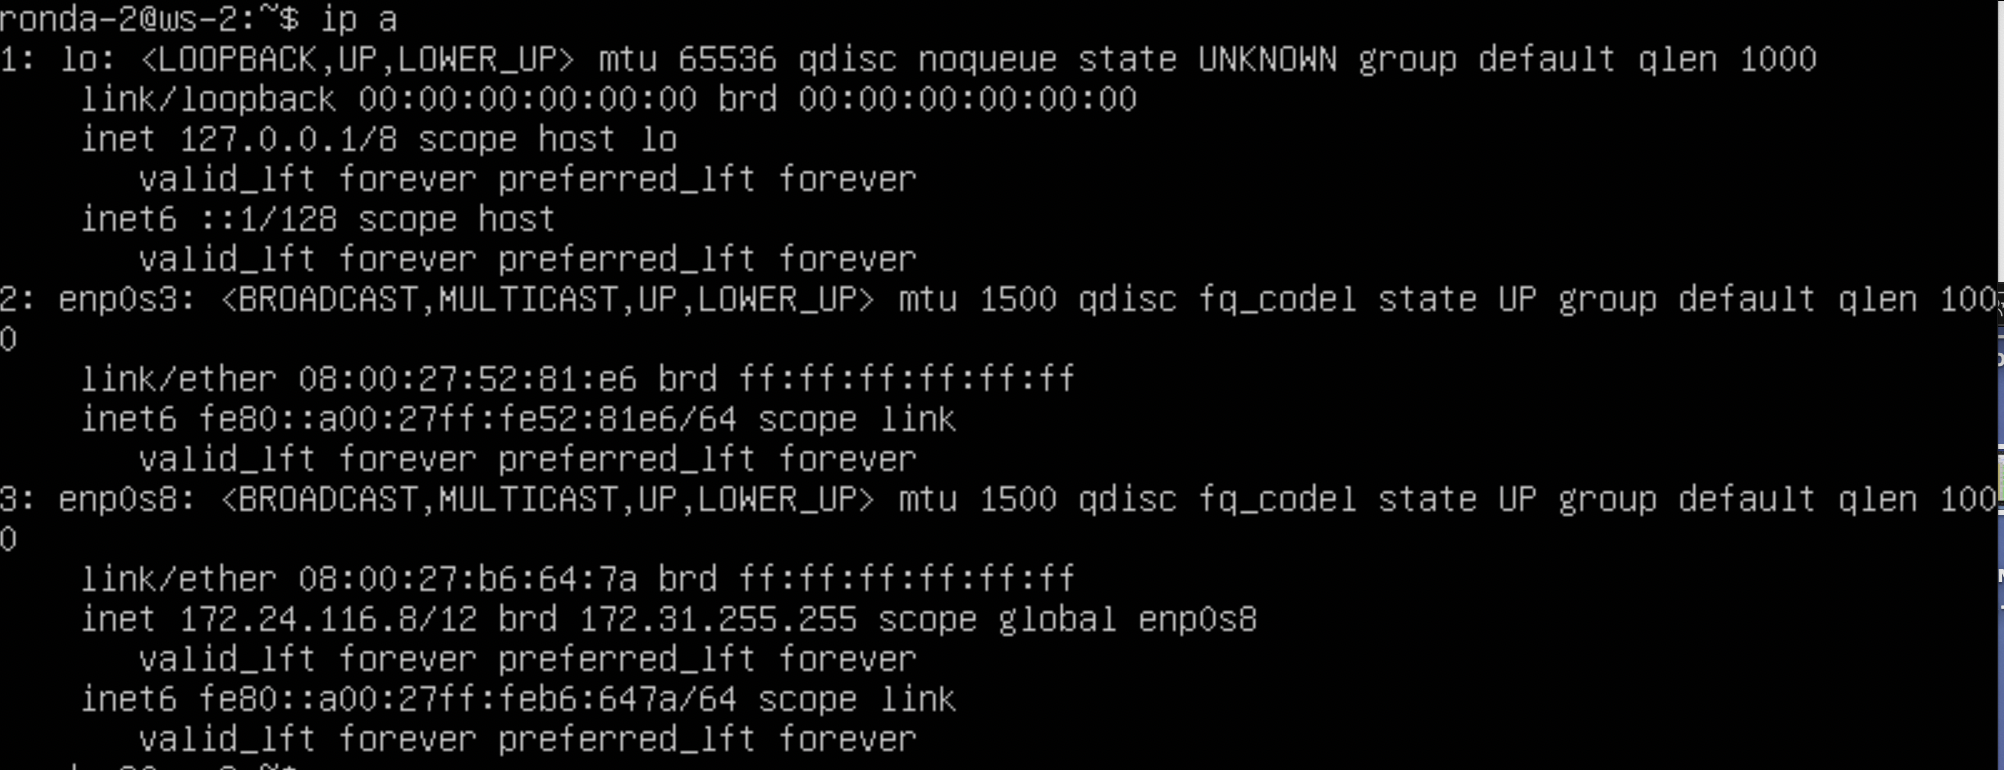 ronda-2@ws-2:~$ ip a
1: lo: <LOOPBACK,UP,LOWER_UP> mtu 65536 qdisc noqueue state UNKNOWN group default qlen 1000
    link/loopback 00:00:00:00:00:00 brd 00:00:00:00:00:00
    inet 127.0.0.1/8 scope host lo
       valid_lft forever preferred_lft forever
    inet6 ::1/128 scope host
       valid_lft forever preferred_lft forever
2: enp0s3: <BROADCAST,MULTICAST,UP,LOWER_UP> mtu 1500 qdisc fq_codel state UP group default qlen 100
0
    link/ether 08:00:27:52:81:e6 brd ff:ff:ff:ff:ff:ff
    inet6 fe80::a00:27ff:fe52:81e6/64 scope link
       valid_lft forever preferred_lft forever
3: enp0s8: <BROADCAST,MULTICAST,UP,LOWER_UP> mtu 1500 qdisc fq_codel state UP group default qlen 100
0
    link/ether 08:00:27:b6:64:7a brd ff:ff:ff:ff:ff:ff
    inet 172.24.116.8/12 brd 172.31.255.255 scope global enp0s8
       valid_lft forever preferred_lft forever
    inet6 fe80::a00:27ff:feb6:647a/64 scope link
       valid_lft forever preferred_lft forever